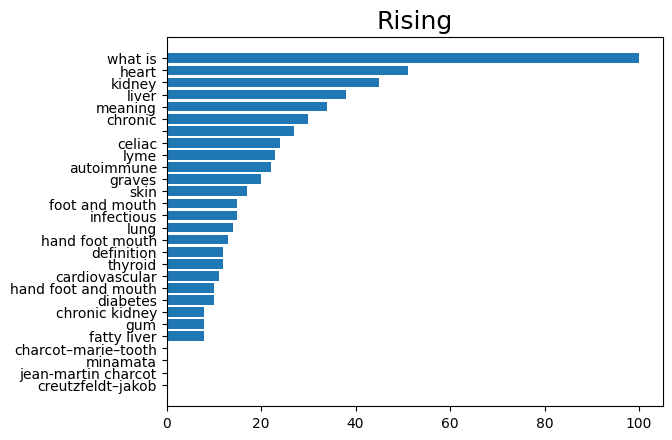 Rising
what is
heart
kidney
liver
meaning
chronic
celiac
lyme
autoimmune
graves
skin
foot and mouth
infectious
lung
hand foot mouth
definition
thyroid
cardiovascular
hand foot and mouth
diabetes
chronic kidney
gum
fatty liver
charcot–marie–tooth
minamata
jean-martin charcot
creutzfeldt–jakob
0 20 40 60 80 100